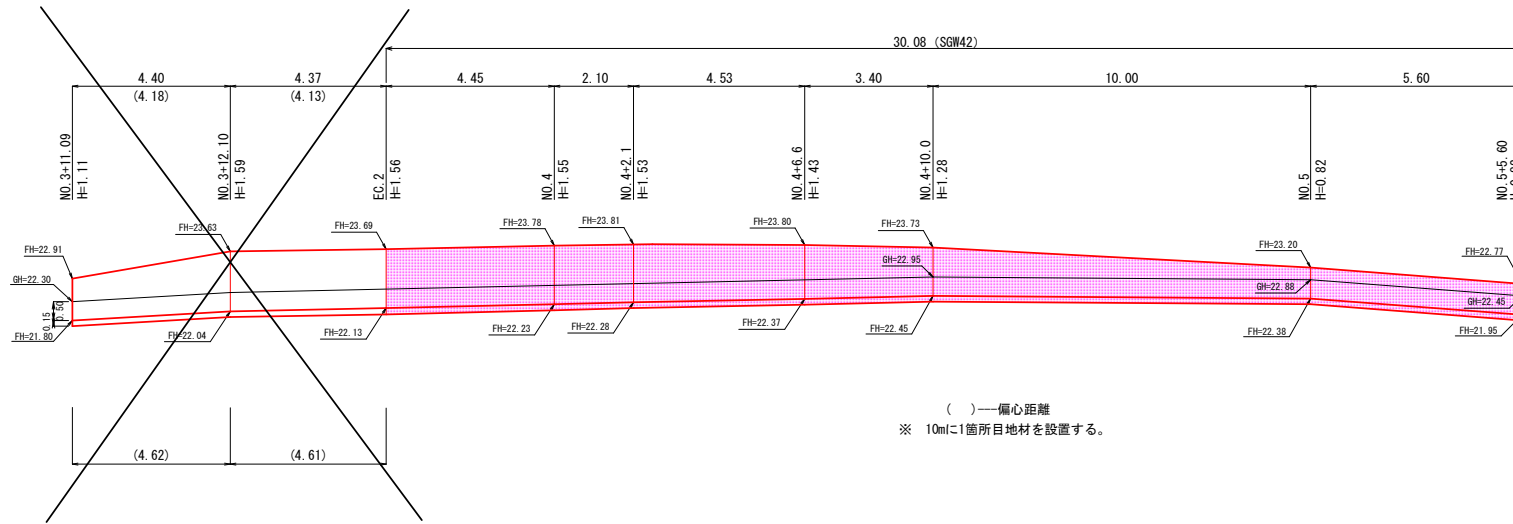 30.08 (SGW42)
4.40
(4.18)
4.37
(4.13)
4.45
2.10
4.53
3.40
10.00
5.60
NO.3+11.09
H=1.11
NO.3+12.10
H=1.59
EC.2
H=1.56
NO.4
H=1.55
NO.4+2.1
H=1.53
NO.4+6.6
H=1.43
NO.4+10.0
H=1.28
NO.5
H=0.82
NO.5+5.60
FH=22.91
FH=23.63
FH=23.69
FH=23.78
FH=23.81
FH=23.80
FH=23.73
FH=23.20
FH=22.77
GH=22.30
GH=22.95
GH=22.88
GH=22.45
0.50
0.15
FH=21.80
FH=22.04
FH=22.13
FH=22.23
FH=22.28
FH=22.37
FH=22.45
FH=22.38
FH=21.95
( )---偏心距離
※ 10mに1箇所目地材を設置する。
(4.62)
(4.61)